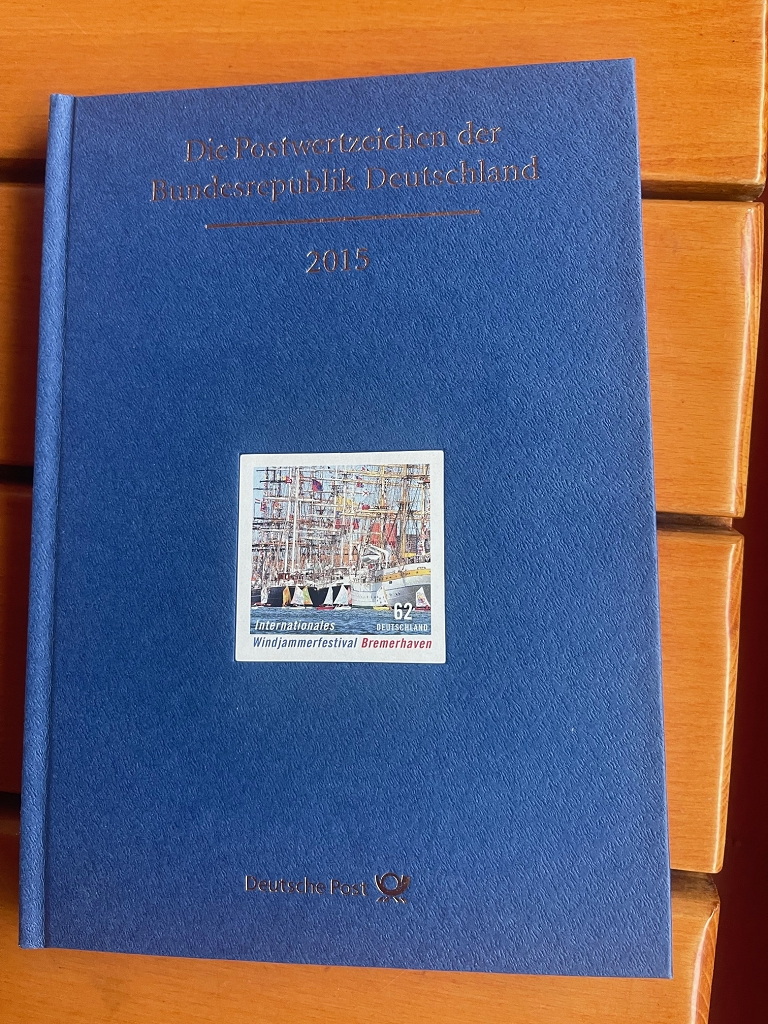 Die Postwertzeichen der
Bundesrepublik Deutschland
2015
62
DEUTSCHLAND
Internationales
Windjammerfestival Bremerhaven
Deutsche Post